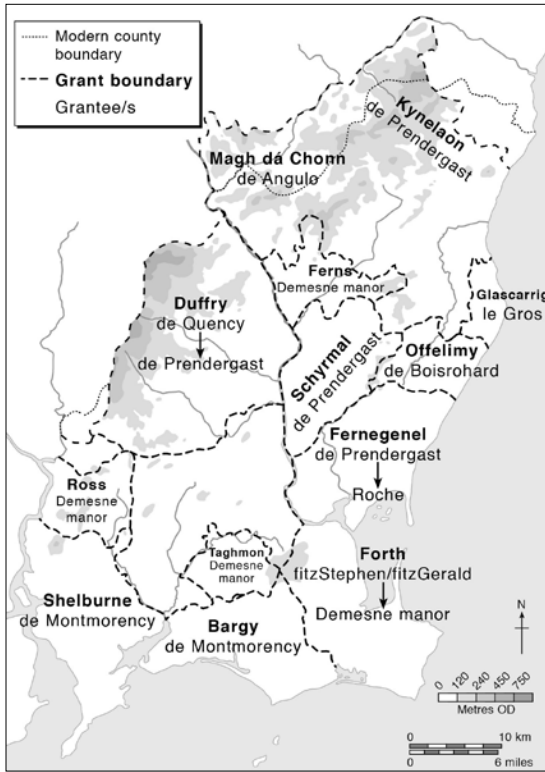 Modern county
boundary
Grant boundary
Grantee/s
Kynelaon
de Prendergast
Magh dá Chonn
de Angulo
Ferns
Demesne manor
Glascarrig
le Gros
Duffry
de Quency
de Prendergast
Schyrmal
de Prendergast
Offelimy
de Boisrohard
Fernegenel
de Prendergast
Roche
Ross
Demesne
manor
Taghmon
Demesne
manor
Forth
fitzStephen/fitzGerald
Demesne manor
Shelburne
de Montmorency
Bargy
de Montmorency
N
0 120 240 450 750
Metres OD
0 10 km
0 6 miles